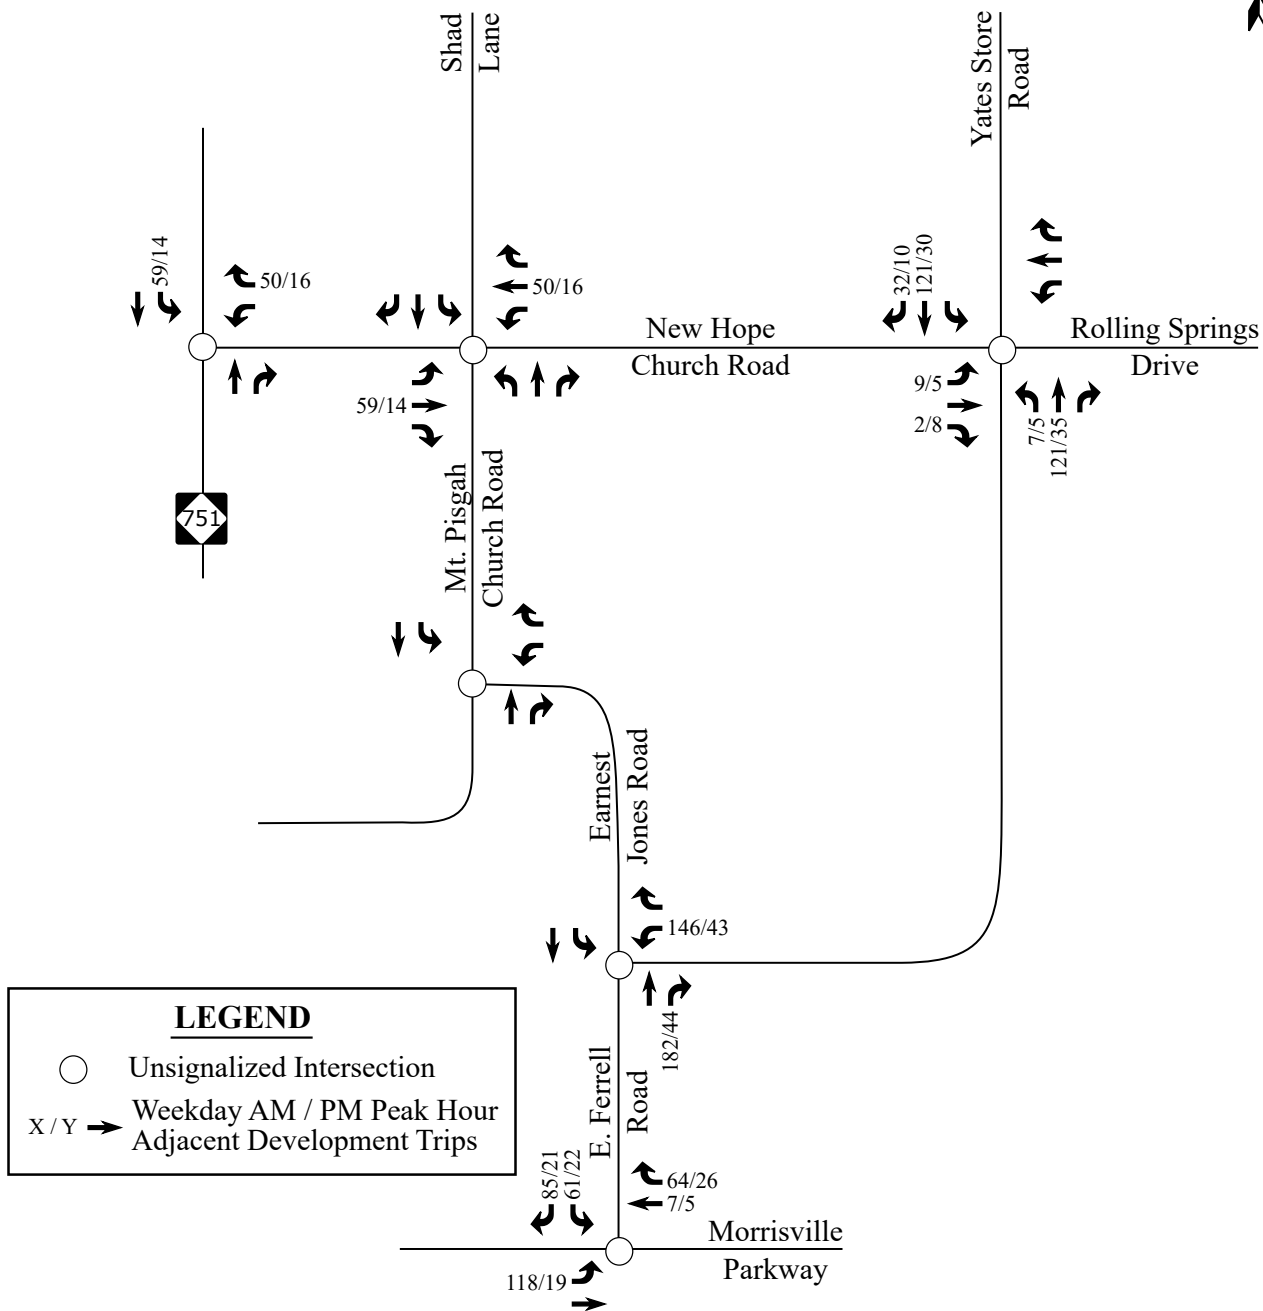 Shad
Lane
Yates Store
Road
59/14
50/16
50/16
32/10
121/30
New Hope
Church Road
Rolling Springs
Drive
59/14
9/5
2/8
7/5
121/35
751
Mt. Pisgah
Church Road
Earnest
Jones Road
146/43
182/44
LEGEND
Unsignalized Intersection
X / Y
Weekday AM / PM Peak Hour
Adjacent Development Trips
E. Ferrell
Road
85/21
61/22
64/26
7/5
Morrisville
Parkway
118/19